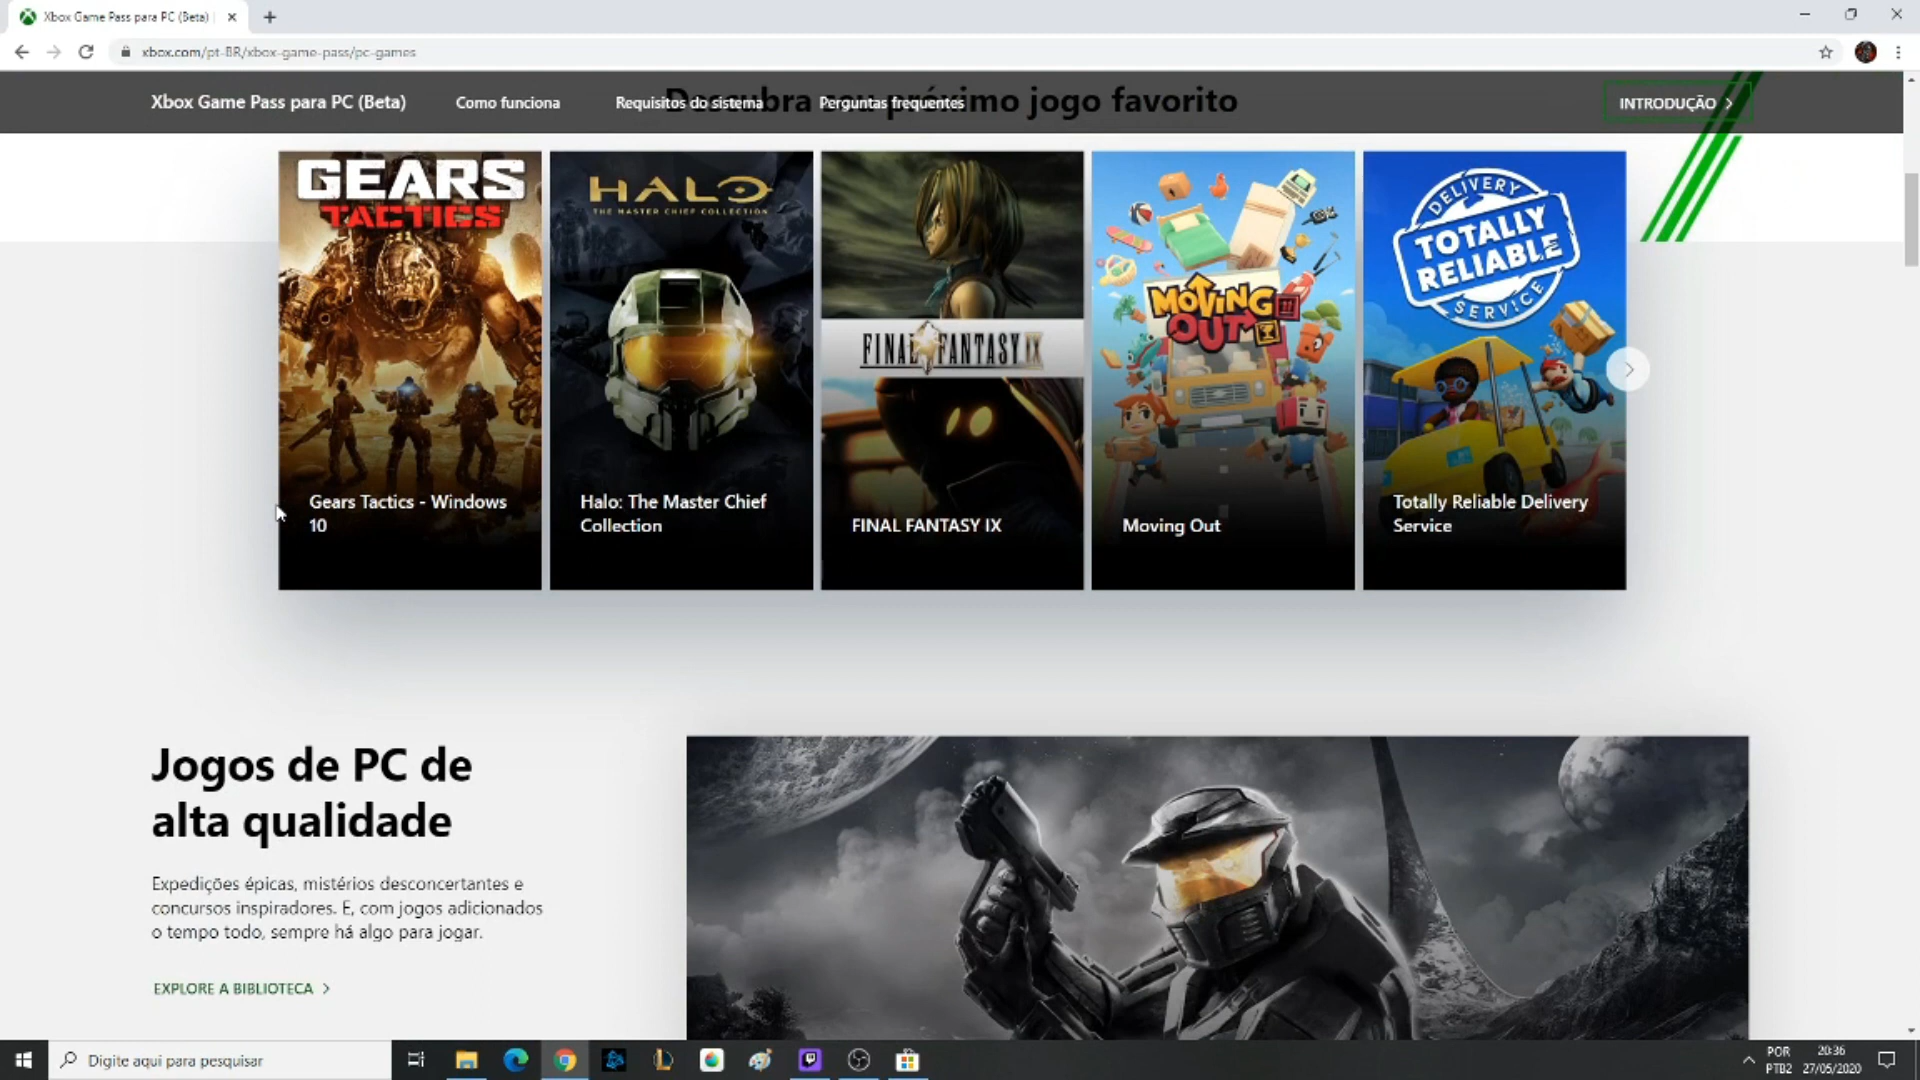 Xbox Game Pass para PC (Beta)
xbox.com/pt-BR/xbox-game-pass/pc-games
Xbox Game Pass para PC (Beta)
Como funciona
Requisitos do sistema
Perguntas frequentes
INTRODUÇÃO
Descubra seu próximo jogo favorito
GEARS
TACTICS
HALO
THE MASTER CHIEF COLLECTION
FINAL FANTASY IX
MOVING
OUT
DELIVERY
TOTALLY
RELIABLE
SERVICE
Gears Tactics - Windows
10
Halo: The Master Chief
Collection
FINAL FANTASY IX
Moving Out
Totally Reliable Delivery
Service
Jogos de PC de
alta qualidade
Expedições épicas, mistérios desconcertantes e
concursos inspiradores. E, com jogos adicionados
o tempo todo, sempre há algo para jogar.
EXPLORE A BIBLIOTECA
Digite aqui para pesquisar
POR
PTB2
20:36
27/05/2020